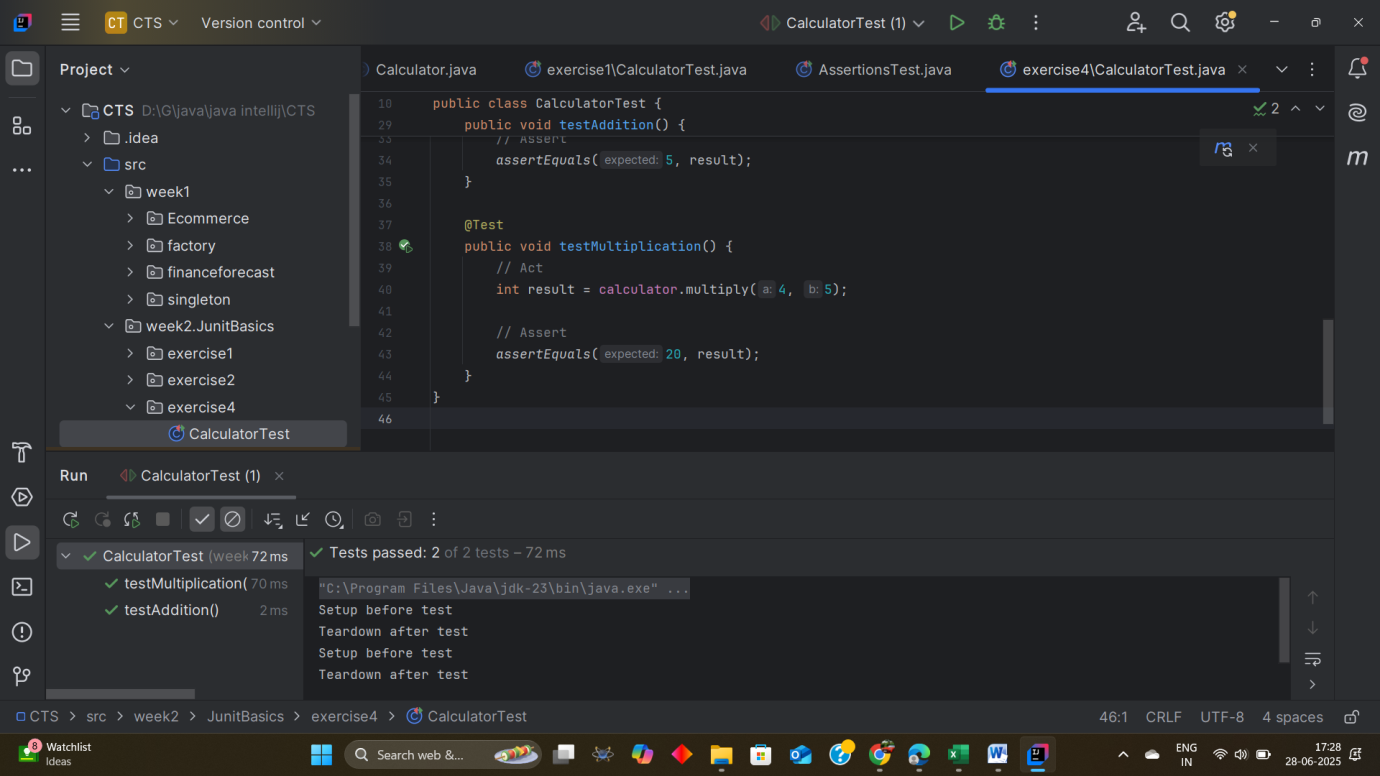 CT CTS Version control CalculatorTest (1)
Project
CTS D:\G\java\java intellij\CTS
.idea
src
week1
Ecommerce
factory
financeforecast
singleton
week2.JunitBasics
exercise1
exercise2
exercise4
CalculatorTest
Calculator.java exercise1\CalculatorTest.java AssertionsTest.java exercise4\CalculatorTest.java
10 public class CalculatorTest {
29 public void testAddition() {
2
33 // Assert
34 assertEquals( expected: 5, result);
35 }
36
37 @Test
38 public void testMultiplication() {
39 // Act
40 int result = calculator.multiply( a: 4, b: 5);
41
42 // Assert
43 assertEquals( expected: 20, result);
44 }
45 }
46
m
Run CalculatorTest (1)
CalculatorTest (week 72 ms
testMultiplication( 70 ms
testAddition() 2 ms
Tests passed: 2 of 2 tests – 72 ms
"C:\Program Files\Java\jdk-23\bin\java.exe" ...
Setup before test
Teardown after test
Setup before test
Teardown after test
CTS > src > week2 > JunitBasics > exercise4 > CalculatorTest 46:1 CRLF UTF-8 4 spaces
8 Watchlist
Ideas
Search web &...
ENG
IN
17:28
28-06-2025